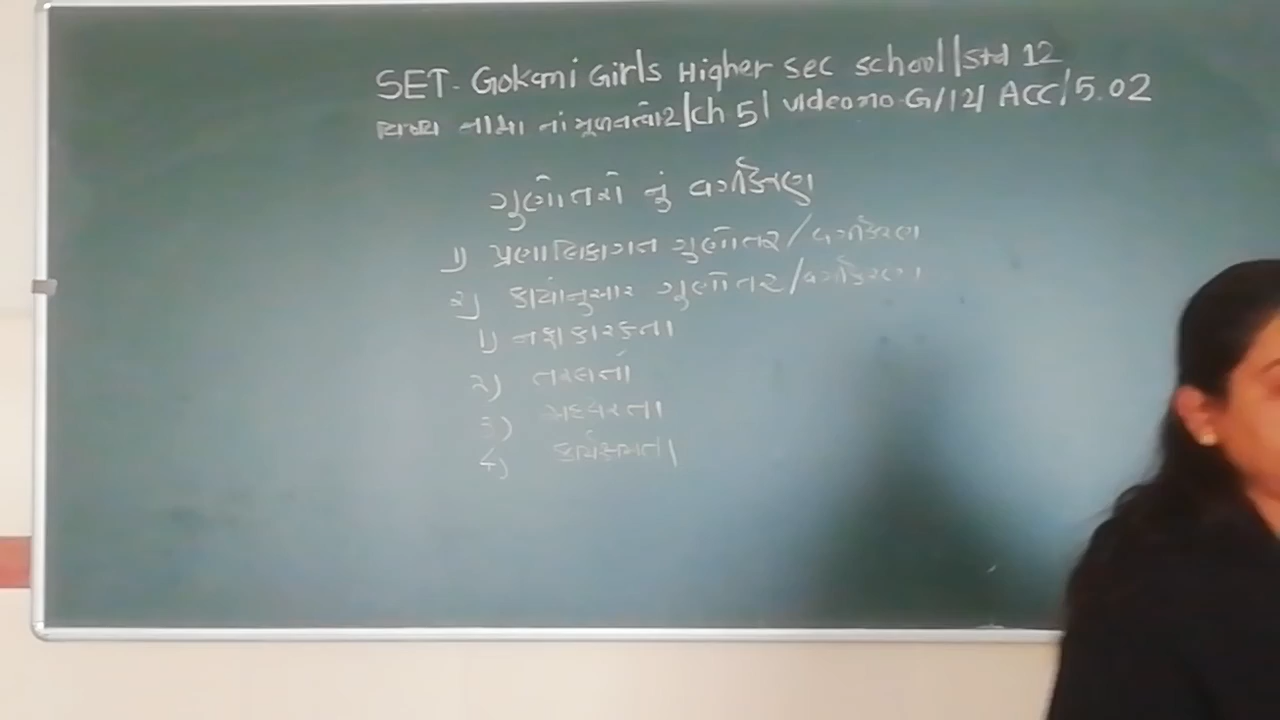 SET- Gokani Girls Higher sec school/std 12
નામા નાં મૂળતત્વો 2/ch 5/ video no-G/12/ ACC/5.02
ગુણોત્તરો નું વર્ગીકરણ
1) પ્રણાલિકાગત ગુણોત્તર/વર્ગીકરણ
2) કાર્યાનુસાર ગુણોત્તર/વર્ગીકરણ
1) નફાકારકતા
2) તરલતા
3) સધ્ધરતા
4) કાર્યક્ષમતા